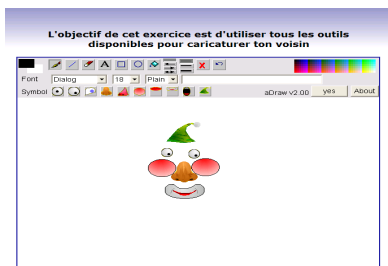 L'objectif de cet exercice est d'utiliser tous les outils
disponibles pour caricaturer ton voisin
A
Font Dialog 18 Plain
Symbol aDraw v2.00 yes About